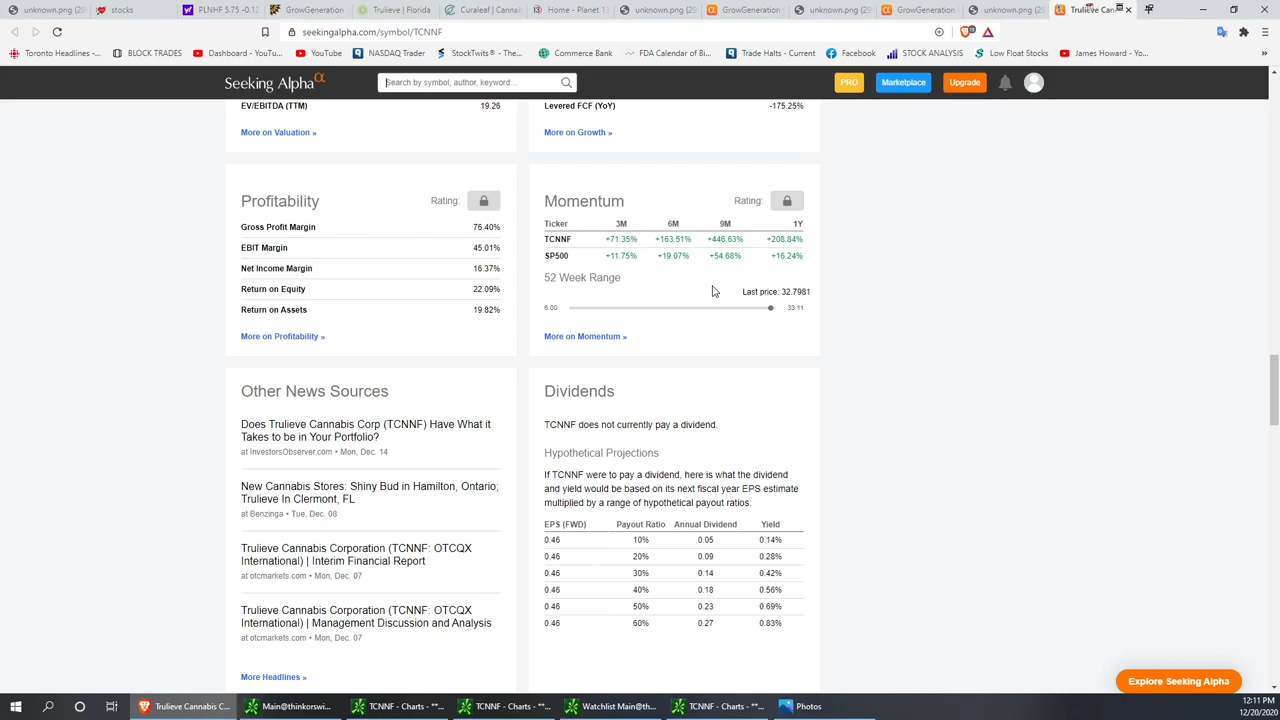 unknown.png (29
stocks
PLNHF 5.75 -0.12
GrowGeneration
Trulieve | Florida
Curaleaf | Cannab
Home - Planet 13
unknown.png (29
GrowGeneration
unknown.png (29
GrowGeneration
unknown.png (29
Trulieve Can
seekingalpha.com/symbol/TCNNF
Toronto Headlines -...
BLOCK TRADES
Dashboard - YouTub...
YouTube
NASDAQ Trader
StockTwits® - The...
Commerce Bank
FDA Calendar of Bi...
Trade Halts - Current
Facebook
STOCK ANALYSIS
Low Float Stocks
James Howard - Yo...
Seeking Alpha α
Search by symbol, author, keyword...
PRO
Marketplace
Upgrade
EV/EBITDA (TTM) 19.26
More on Valuation »
Levered FCF (YoY) -175.25%
More on Growth »
Profitability Rating:
Gross Profit Margin 76.40%
EBIT Margin 45.01%
Net Income Margin 16.37%
Return on Equity 22.09%
Return on Assets 19.82%
More on Profitability »
Momentum Rating:
Ticker 3M 6M 9M 1Y
TCNNF +71.35% +163.51% +446.63% +208.84%
SP500 +11.75% +19.07% +54.68% +16.24%
52 Week Range
Last price: 32.7981
6.00 33.11
More on Momentum »
Other News Sources
Does Trulieve Cannabis Corp (TCNNF) Have What it
Takes to be in Your Portfolio?
at InvestorsObserver.com • Mon, Dec. 14
New Cannabis Stores: Shiny Bud in Hamilton, Ontario;
Trulieve In Clermont, FL
at Benzinga • Tue, Dec. 08
Trulieve Cannabis Corporation (TCNNF: OTCQX
International) | Interim Financial Report
at otcmarkets.com • Mon, Dec. 07
Trulieve Cannabis Corporation (TCNNF: OTCQX
International) | Management Discussion and Analysis
at otcmarkets.com • Mon, Dec. 07
More Headlines »
Dividends
TCNNF does not currently pay a dividend.
Hypothetical Projections
If TCNNF were to pay a dividend, here is what the dividend
and yield would be based on its next fiscal year EPS estimate
multiplied by a range of hypothetical payout ratios:
EPS (FWD) Payout Ratio Annual Dividend Yield
0.46 10% 0.05 0.14%
0.46 20% 0.09 0.28%
0.46 30% 0.14 0.42%
0.46 40% 0.18 0.56%
0.46 50% 0.23 0.69%
0.46 60% 0.27 0.83%
Explore Seeking Alpha
Trulieve Cannabis C...
Main@thinkorswi...
TCNNF - Charts - **...
TCNNF - Charts - **...
Watchlist Main@th...
TCNNF - Charts - **...
Photos
12:11 PM
12/20/2020